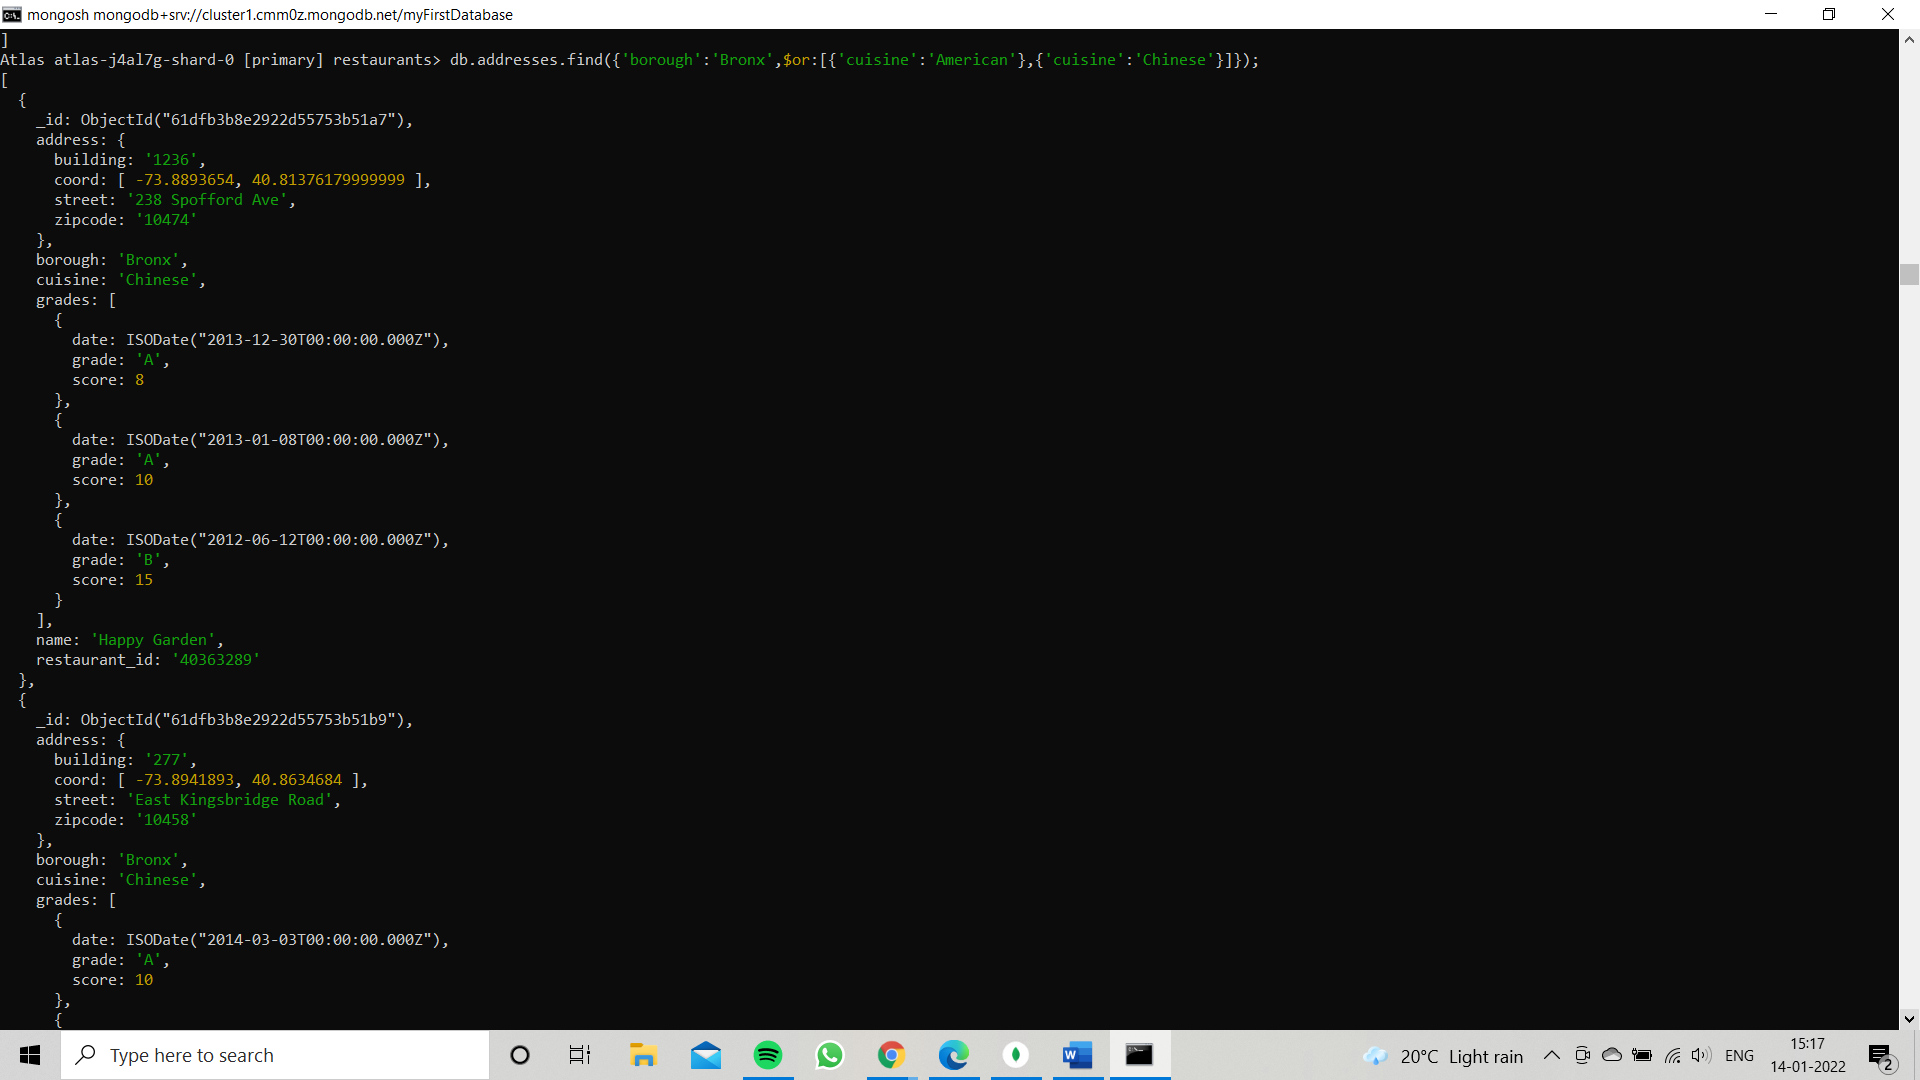 mongosh mongodb+srv://cluster1.cmm0z.mongodb.net/myFirstDatabase
]
Atlas atlas-j4al7g-shard-0 [primary] restaurants> db.addresses.find({'borough':'Bronx',$or:[{'cuisine':'American'},{'cuisine':'Chinese'}]});
[
  {
    _id: ObjectId("61dfb3b8e2922d55753b51a7"),
    address: {
      building: '1236',
      coord: [ -73.8893654, 40.81376179999999 ],
      street: '238 Spofford Ave',
      zipcode: '10474'
    },
    borough: 'Bronx',
    cuisine: 'Chinese',
    grades: [
      {
        date: ISODate("2013-12-30T00:00:00.000Z"),
        grade: 'A',
        score: 8
      },
      {
        date: ISODate("2013-01-08T00:00:00.000Z"),
        grade: 'A',
        score: 10
      },
      {
        date: ISODate("2012-06-12T00:00:00.000Z"),
        grade: 'B',
        score: 15
      }
    ],
    name: 'Happy Garden',
    restaurant_id: '40363289'
  },
  {
    _id: ObjectId("61dfb3b8e2922d55753b51b9"),
    address: {
      building: '277',
      coord: [ -73.8941893, 40.8634684 ],
      street: 'East Kingsbridge Road',
      zipcode: '10458'
    },
    borough: 'Bronx',
    cuisine: 'Chinese',
    grades: [
      {
        date: ISODate("2014-03-03T00:00:00.000Z"),
        grade: 'A',
        score: 10
      },
      {
Type here to search
20°C Light rain
ENG
15:17
14-01-2022
2